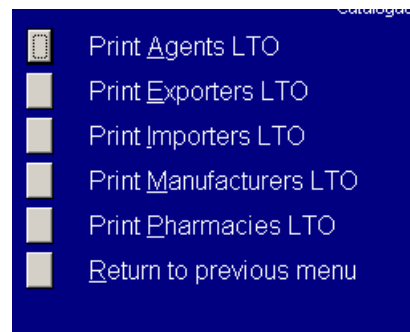 Print Agents LTO
Print Exporters LTO
Print Importers LTO
Print Manufacturers LTO
Print Pharmacies LTO
Return to previous menu